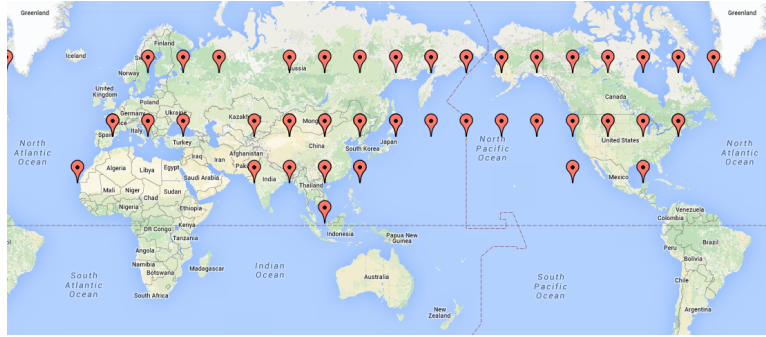 Greenland
Greenland
Iceland
Finland
Norway
Russia
United
Kingdom
Poland
Germany
Ukraine
Canada
Spain
Italy
Turkey
Kazakh
Mong
China
Japan
South Korea
United States
North
Atlantic
Ocean
North
Pacific
Ocean
North
Atlantic
Ocean
Afghanistan
Iraq
Iran
Pak
Algeria
Libya
Egypt
Saudi Arabia
India
Mexico
Mali
Niger
Sudan
Chad
Thailand
Nigeria
Ethiopia
Venezuela
Colombia
Kenya
DR Congo
Tanzania
Indonesia
Papua New
Guinea
Peru
Brazil
Angola
Bolivia
Namibia
Botswana
Madagascar
South
Atlantic
Ocean
Indian
Ocean
Australia
South
Pacific
Ocean
Chile
South Africa
New
Zealand
Argentina